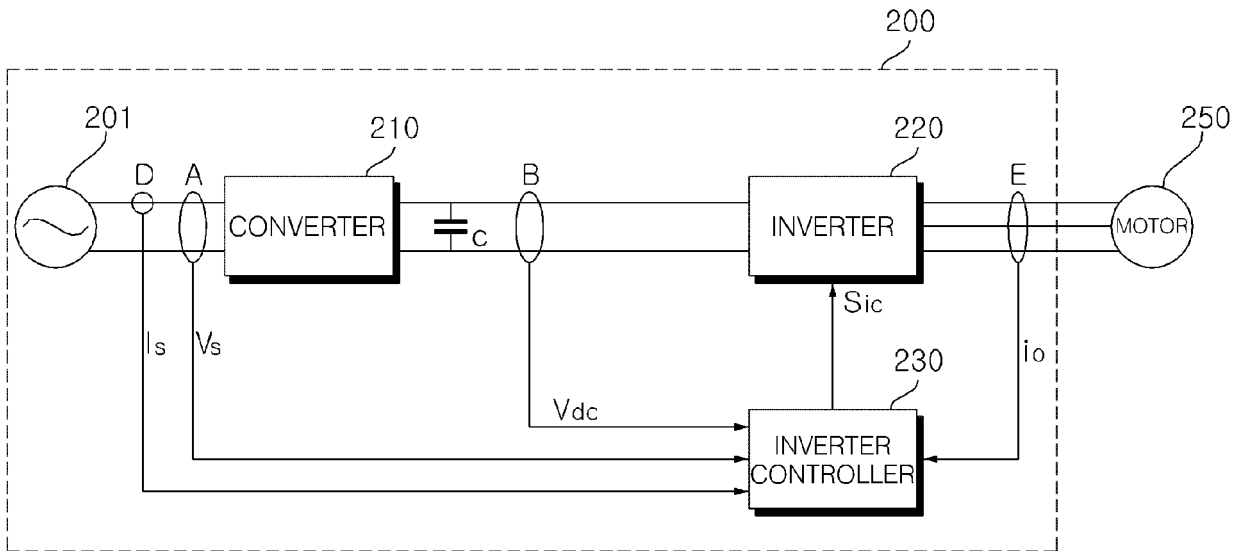 200
201
210
220
250
D
A
B
E
CONVERTER
C
INVERTER
MOTOR
Sic
Is
Vs
io
230
Vdc
INVERTER
CONTROLLER